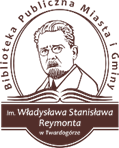 Biblioteka Publiczna Miasta i Gminy
im. Władysława Stanisława
Reymonta
w Twardogórze